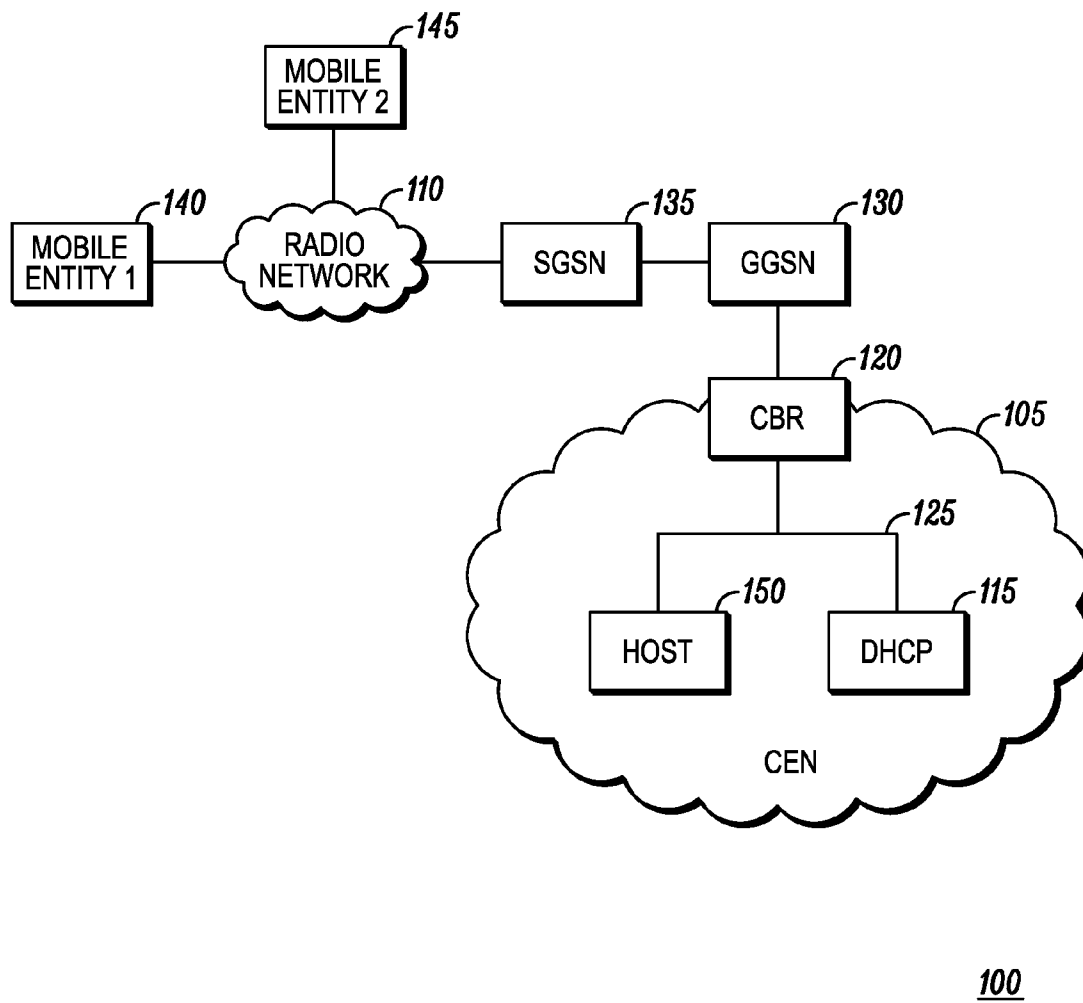 145
MOBILE
ENTITY 2
140
MOBILE
ENTITY 1
110
RADIO
NETWORK
135
SGSN
130
GGSN
120
CBR
105
125
150
HOST
115
DHCP
CEN
100